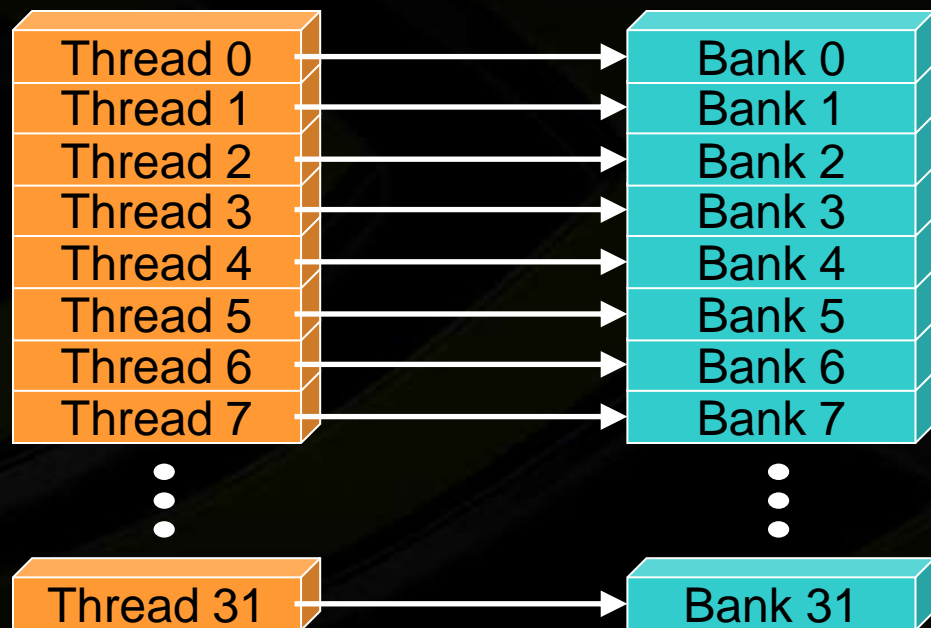 Thread 0
Bank 0
Thread 1
Bank 1
Thread 2
Bank 2
Thread 3
Bank 3
Thread 4
Bank 4
Thread 5
Bank 5
Thread 6
Bank 6
Thread 7
Bank 7
Thread 31
Bank 31